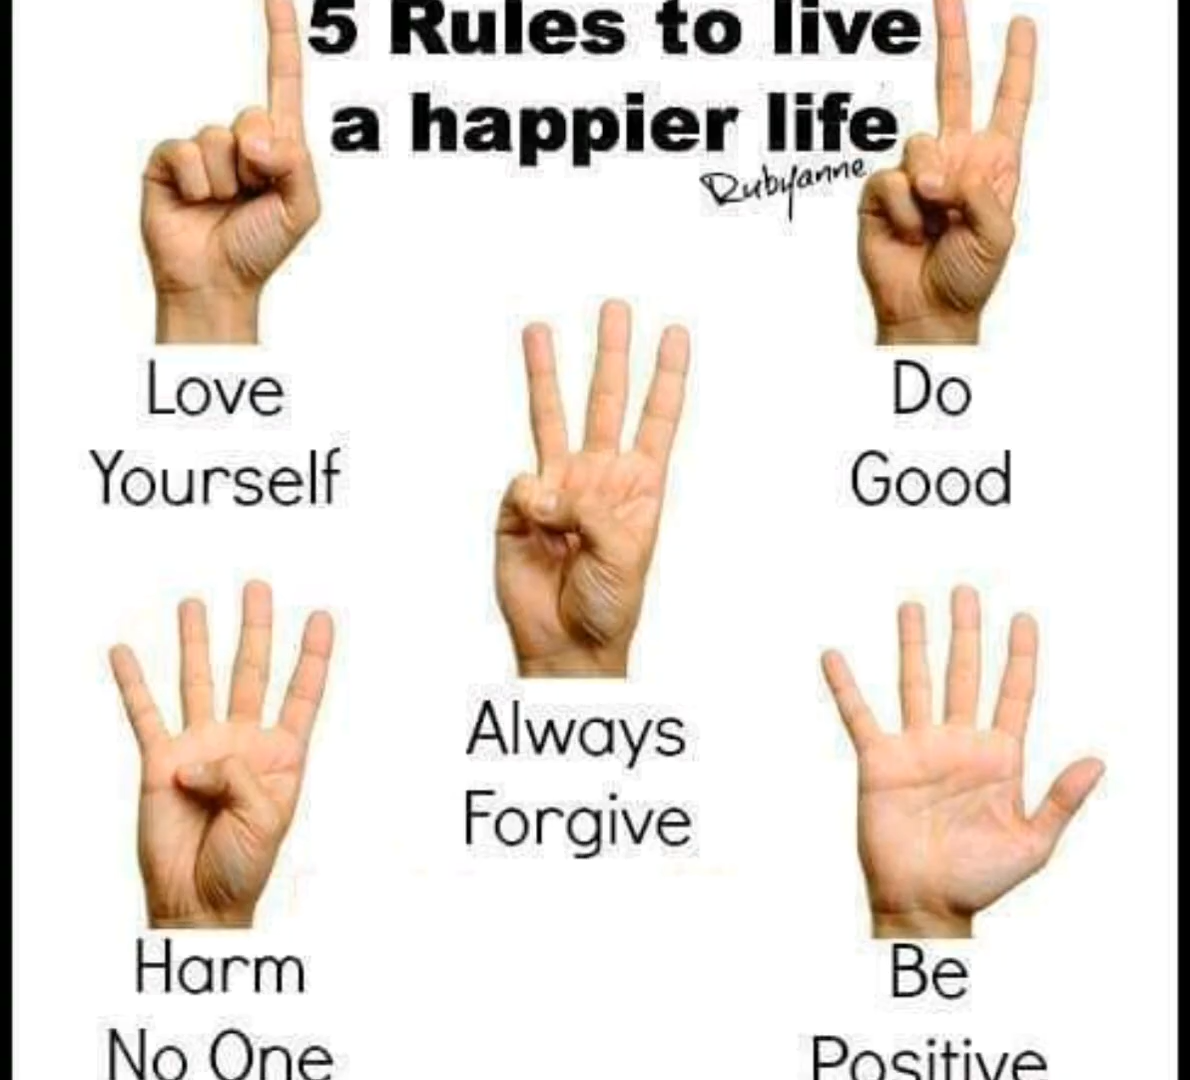 5 Rules to live
a happier life
Rubyanne
Love
Yourself
Do
Good
Always
Forgive
Harm
No One
Be
Positive